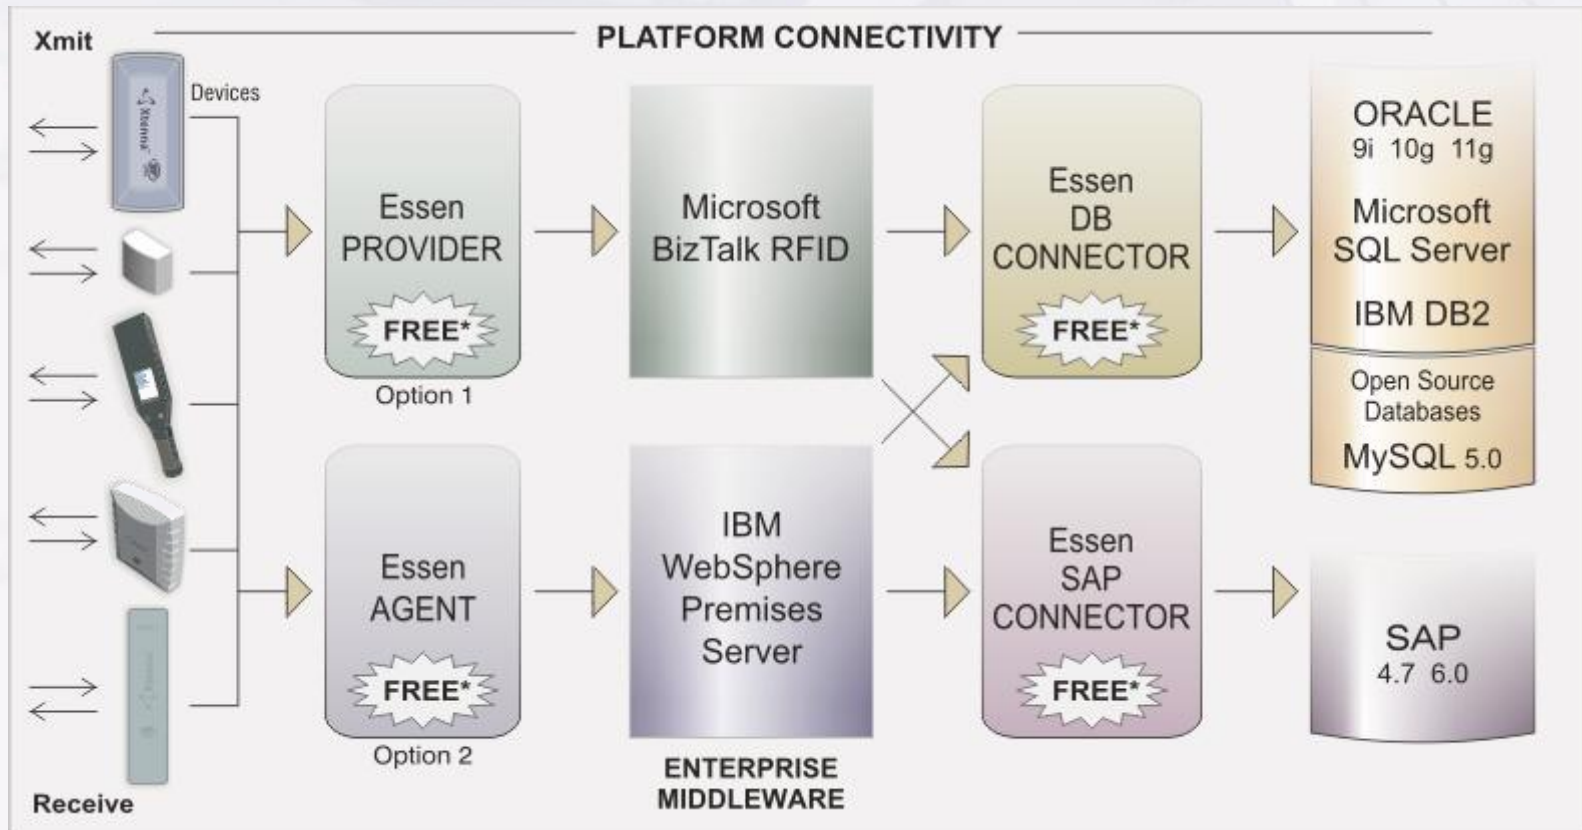 Xmit
PLATFORM CONNECTIVITY
Devices
Xtenna
Essen
PROVIDER
FREE*
Option 1
Microsoft
BizTalk RFID
Essen
DB
CONNECTOR
FREE*
ORACLE
9i 10g 11g
Microsoft
SQL Server
IBM DB2
Open Source
Databases
MySQL 5.0
Essen
AGENT
FREE*
Option 2
IBM
WebSphere
Premises
Server
ENTERPRISE
MIDDLEWARE
Essen
SAP
CONNECTOR
FREE*
SAP
4.7 6.0
Receive